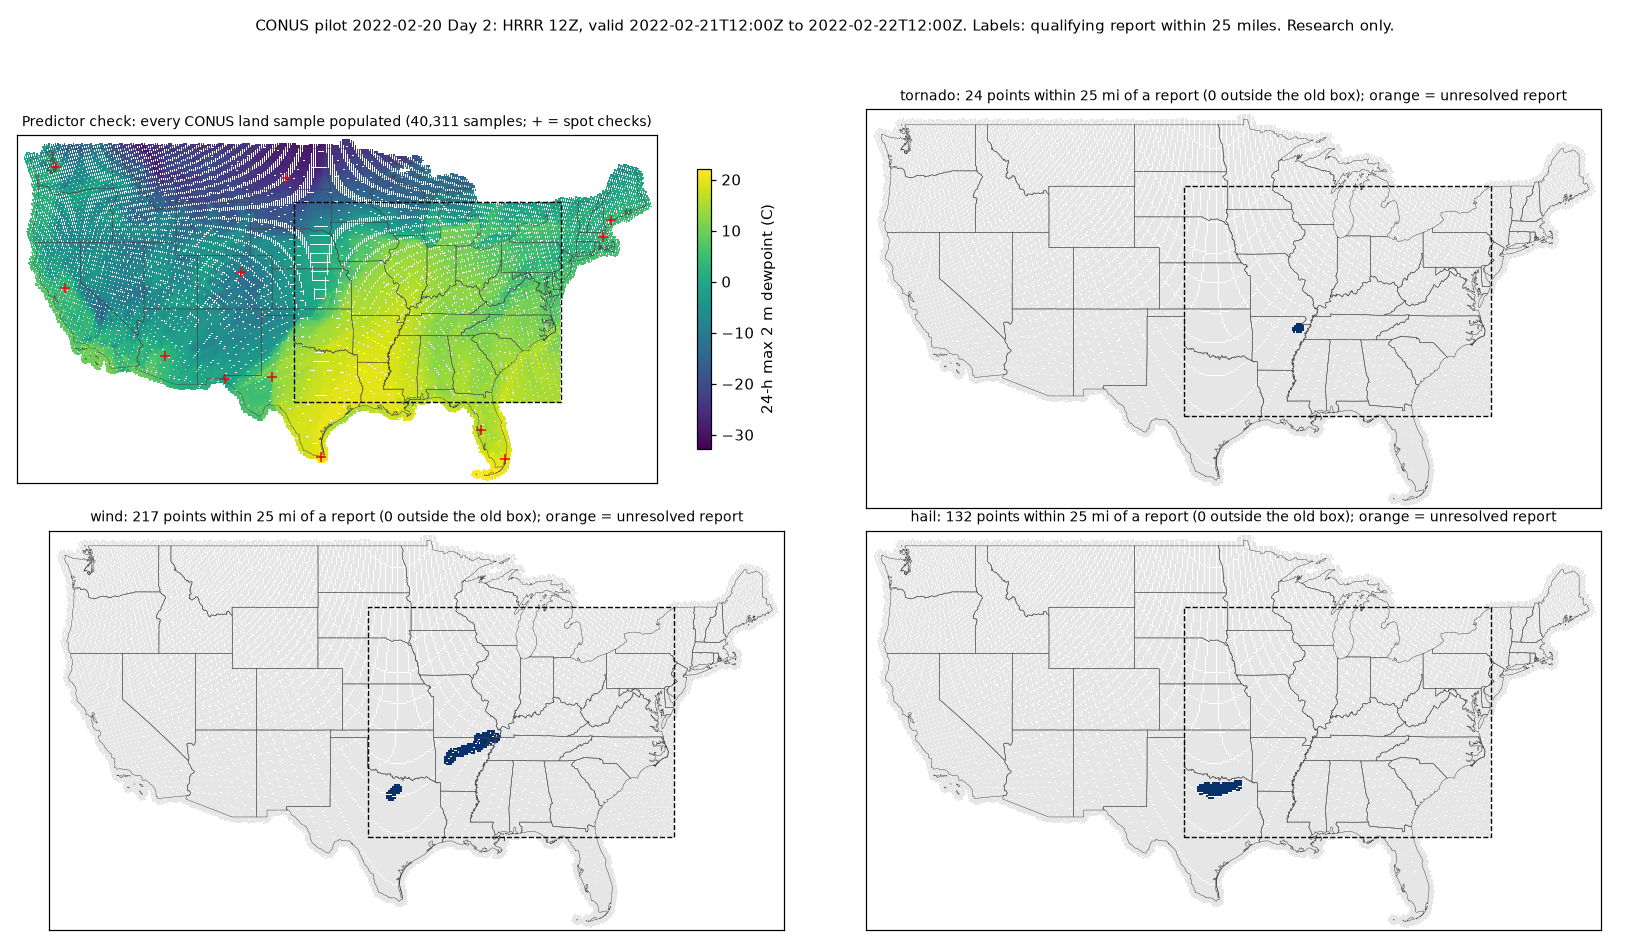 CONUS pilot 2022-02-20 Day 2: HRRR 12Z, valid 2022-02-21T12:00Z to 2022-02-22T12:00Z. Labels: qualifying report within 25 miles. Research only.
Predictor check: every CONUS land sample populated (40,311 samples; + = spot checks)
20
10
0
−10
−20
−30
24-h max 2 m dewpoint (C)
tornado: 24 points within 25 mi of a report (0 outside the old box); orange = unresolved report
wind: 217 points within 25 mi of a report (0 outside the old box); orange = unresolved report
hail: 132 points within 25 mi of a report (0 outside the old box); orange = unresolved report